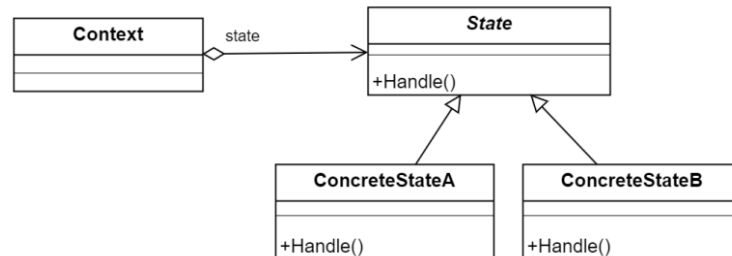 Context
state
State
+Handle()
ConcreteStateA
+Handle()
ConcreteStateB
+Handle()